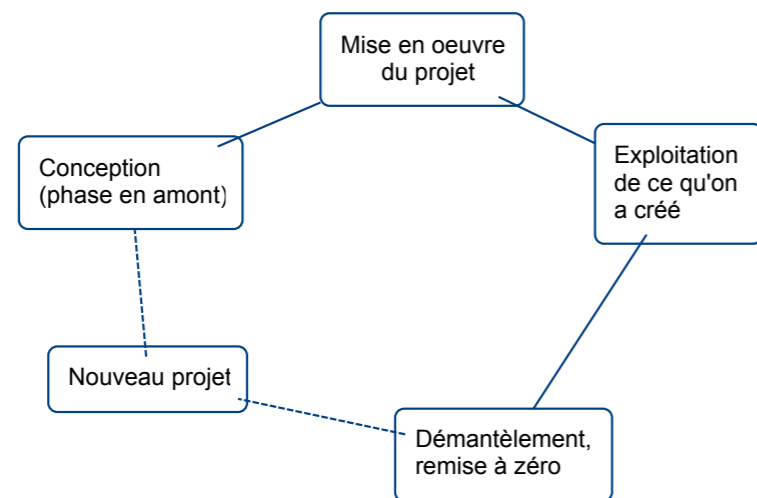 Mise en oeuvre
du projet
Conception
(phase en amont)
Exploitation
de ce qu'on
a créé
Nouveau projet
Démantèlement,
remise à zéro